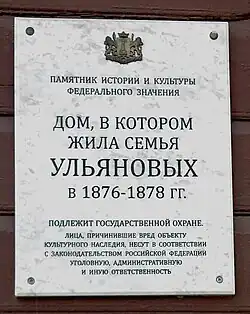 ПАМЯТНИК ИСТОРИИ И КУЛЬТУРЫ
ФЕДЕРАЛЬНОГО ЗНАЧЕНИЯ
ДОМ, В КОТОРОМ
ЖИЛА СЕМЬЯ
УЛЬЯНОВЫХ
в 1876-1878 гг.
ПОДЛЕЖИТ ГОСУДАРСТВЕННОЙ ОХРАНЕ.
ЛИЦА, ПРИЧИНИВШИЕ ВРЕД ОБЪЕКТУ
КУЛЬТУРНОГО НАСЛЕДИЯ, НЕСУТ В СООТВЕТСТВИИ
С ЗАКОНОДАТЕЛЬСТВОМ РОССИЙСКОЙ ФЕДЕРАЦИИ
УГОЛОВНУЮ, АДМИНИСТРАТИВНУЮ
И ИНУЮ ОТВЕТСТВЕННОСТЬ